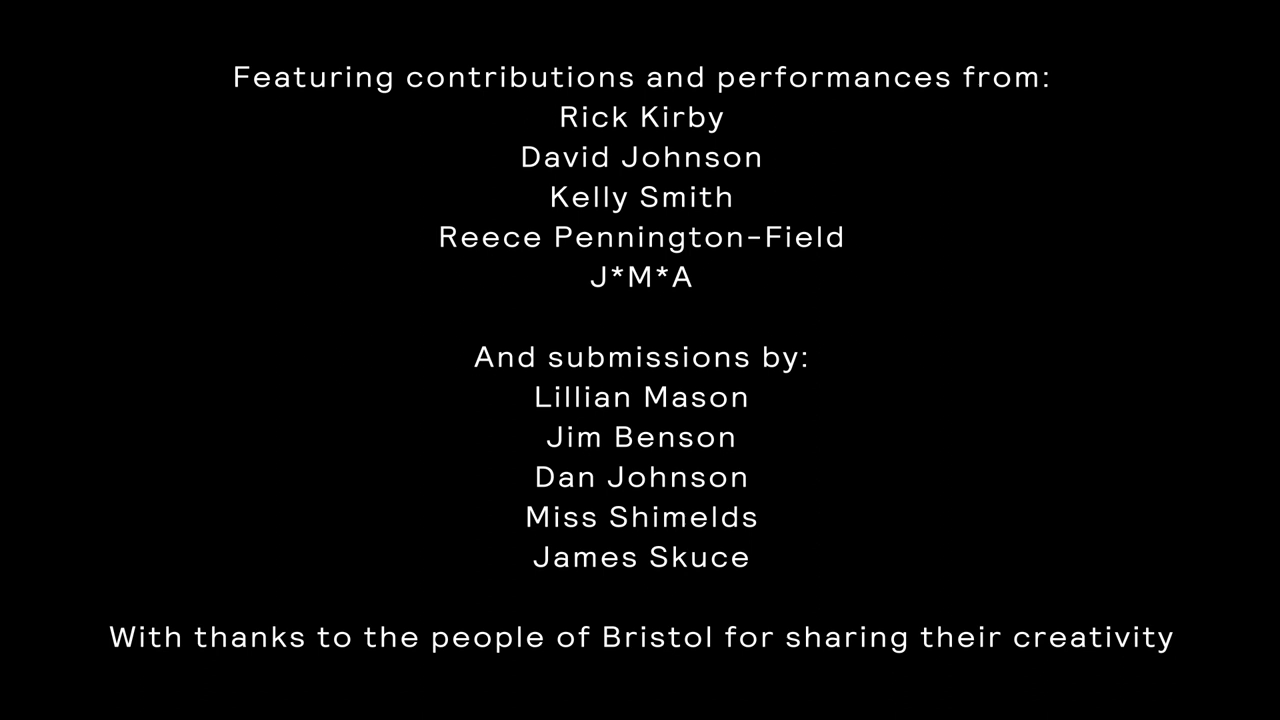 Featuring contributions and performances from:
Rick Kirby
David Johnson
Kelly Smith
Reece Pennington-Field
J*M*A
And submissions by:
Lillian Mason
Jim Benson
Dan Johnson
Miss Shimelds
James Skuce
With thanks to the people of Bristol for sharing their creativity